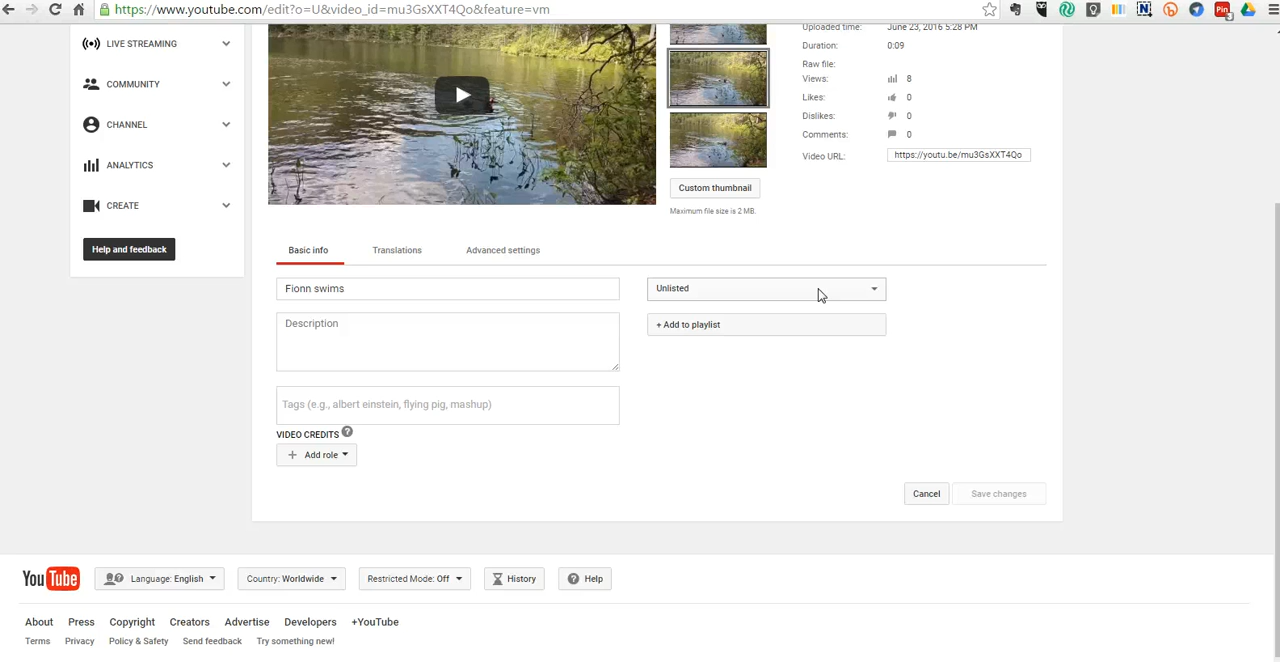 https://www.youtube.com/edit?o=U&video_id=mu3GsXXT4Qo&feature=vm
N
Pin
3
LIVE STREAMING
COMMUNITY
CHANNEL
ANALYTICS
CREATE
Help and feedback
Uploaded time: June 23, 2016 5:28 PM
Duration: 0:09
Raw file:
Views: 8
Likes: 0
Dislikes: 0
Comments: 0
Video URL: https://youtu.be/mu3GsXXT4Qo
Custom thumbnail
Maximum file size is 2 MB.
Basic info Translations Advanced settings
Fionn swims
Unlisted
Description
+ Add to playlist
Tags (e.g., albert einstein, flying pig, mashup)
VIDEO CREDITS ?
+ Add role
Cancel Save changes
YouTube Language: English Country: Worldwide Restricted Mode: Off History Help
About Press Copyright Creators Advertise Developers +YouTube
Terms Privacy Policy & Safety Send feedback Try something new!